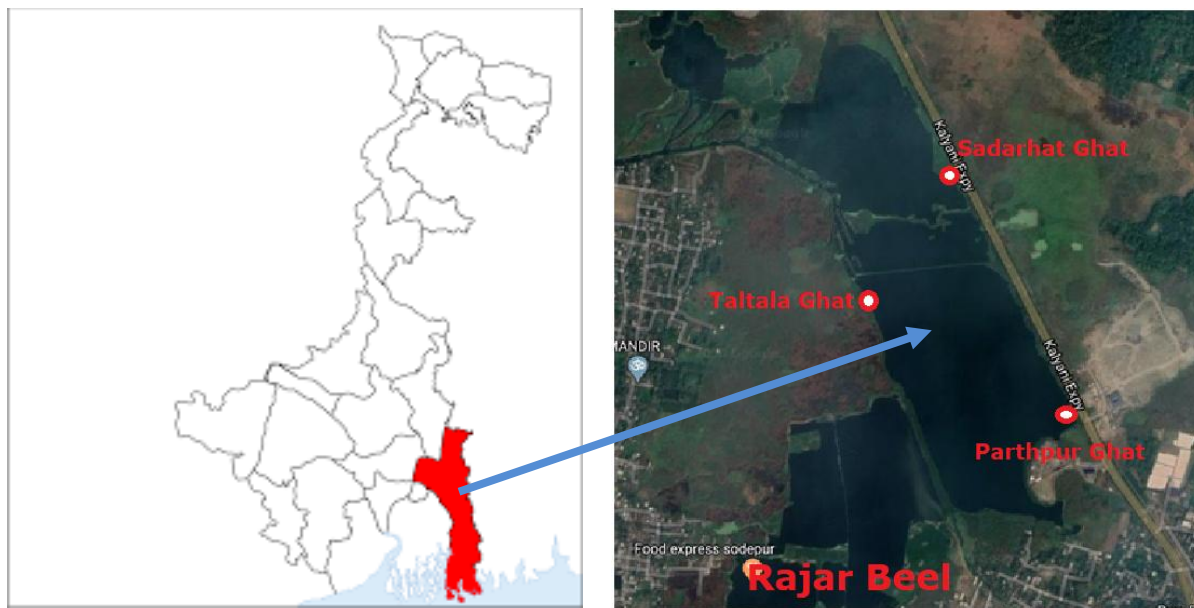 Kalyani Expy
Sadarhat Ghat
Taltala Ghat
MANDIR
Kalyani Expy
Parthpur Ghat
Food express sodepur
Rajar Beel